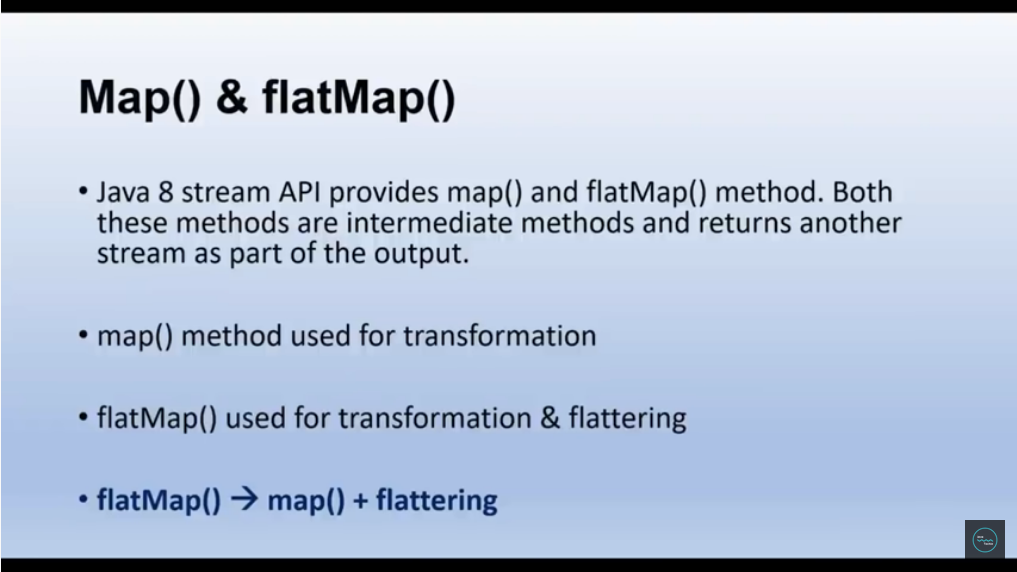 Map() & flatMap()
• Java 8 stream API provides map() and flatMap() method. Both
these methods are intermediate methods and returns another
stream as part of the output.
• map() method used for transformation
• flatMap() used for transformation & flattering
• flatMap() → map() + flattering